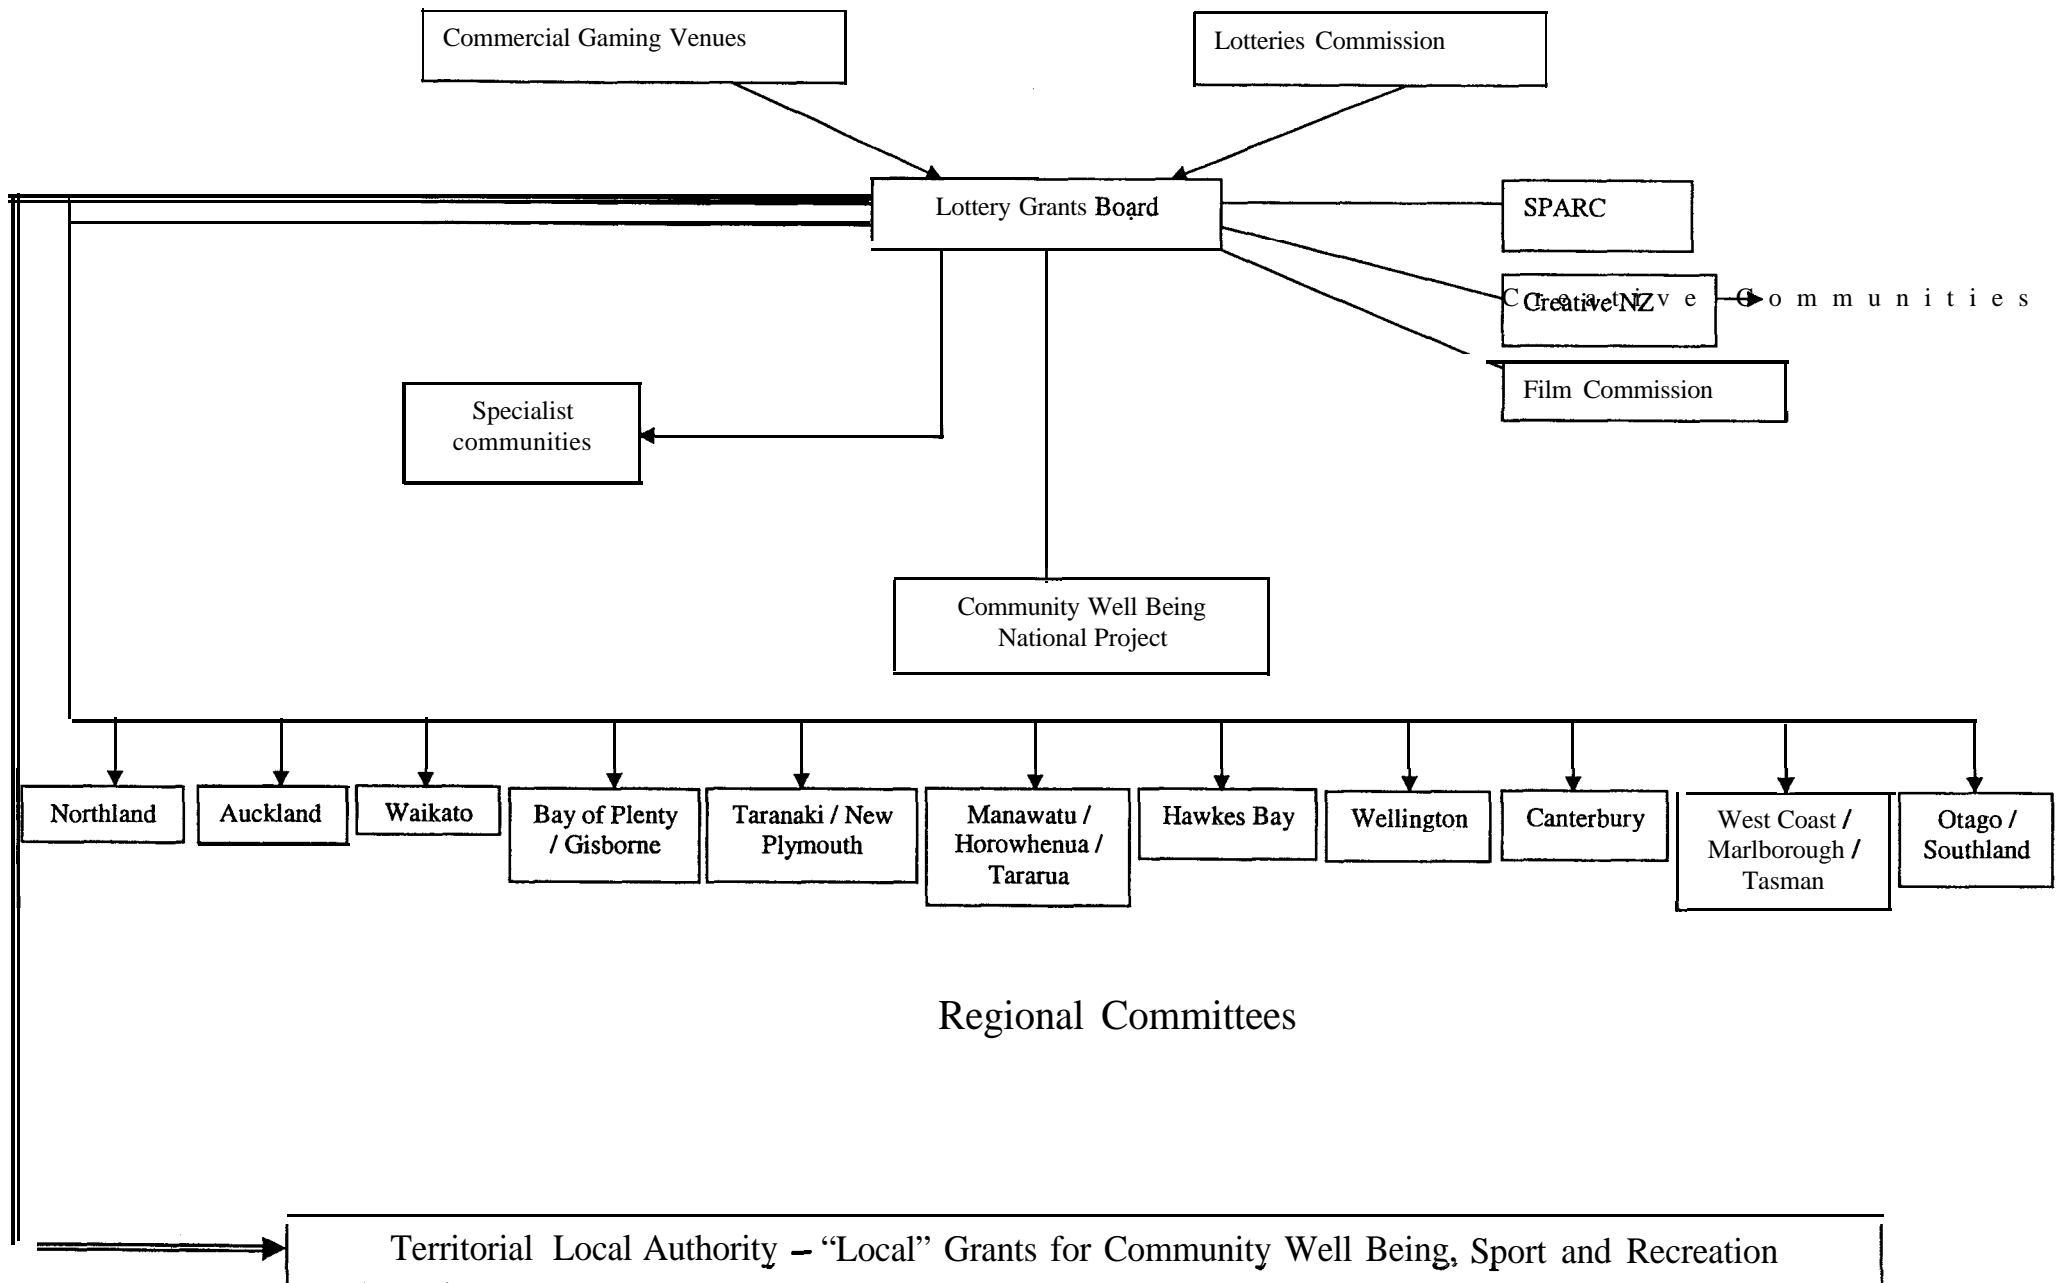 Commercial Gaming Venues
Lotteries Commission
Lottery Grants Board
SPARC
Creative NZ
Creative Communities
Film Commission
Specialist
communities
Community Well Being
National Project
Northland
Auckland
Waikato
Bay of Plenty
/ Gisborne
Taranaki / New
Plymouth
Manawatu /
Horowhenua /
Tararua
Hawkes Bay
Wellington
Canterbury
West Coast /
Marlborough /
Tasman
Otago /
Southland
Regional Committees
Territorial Local Authority – “Local” Grants for Community Well Being, Sport and Recreation